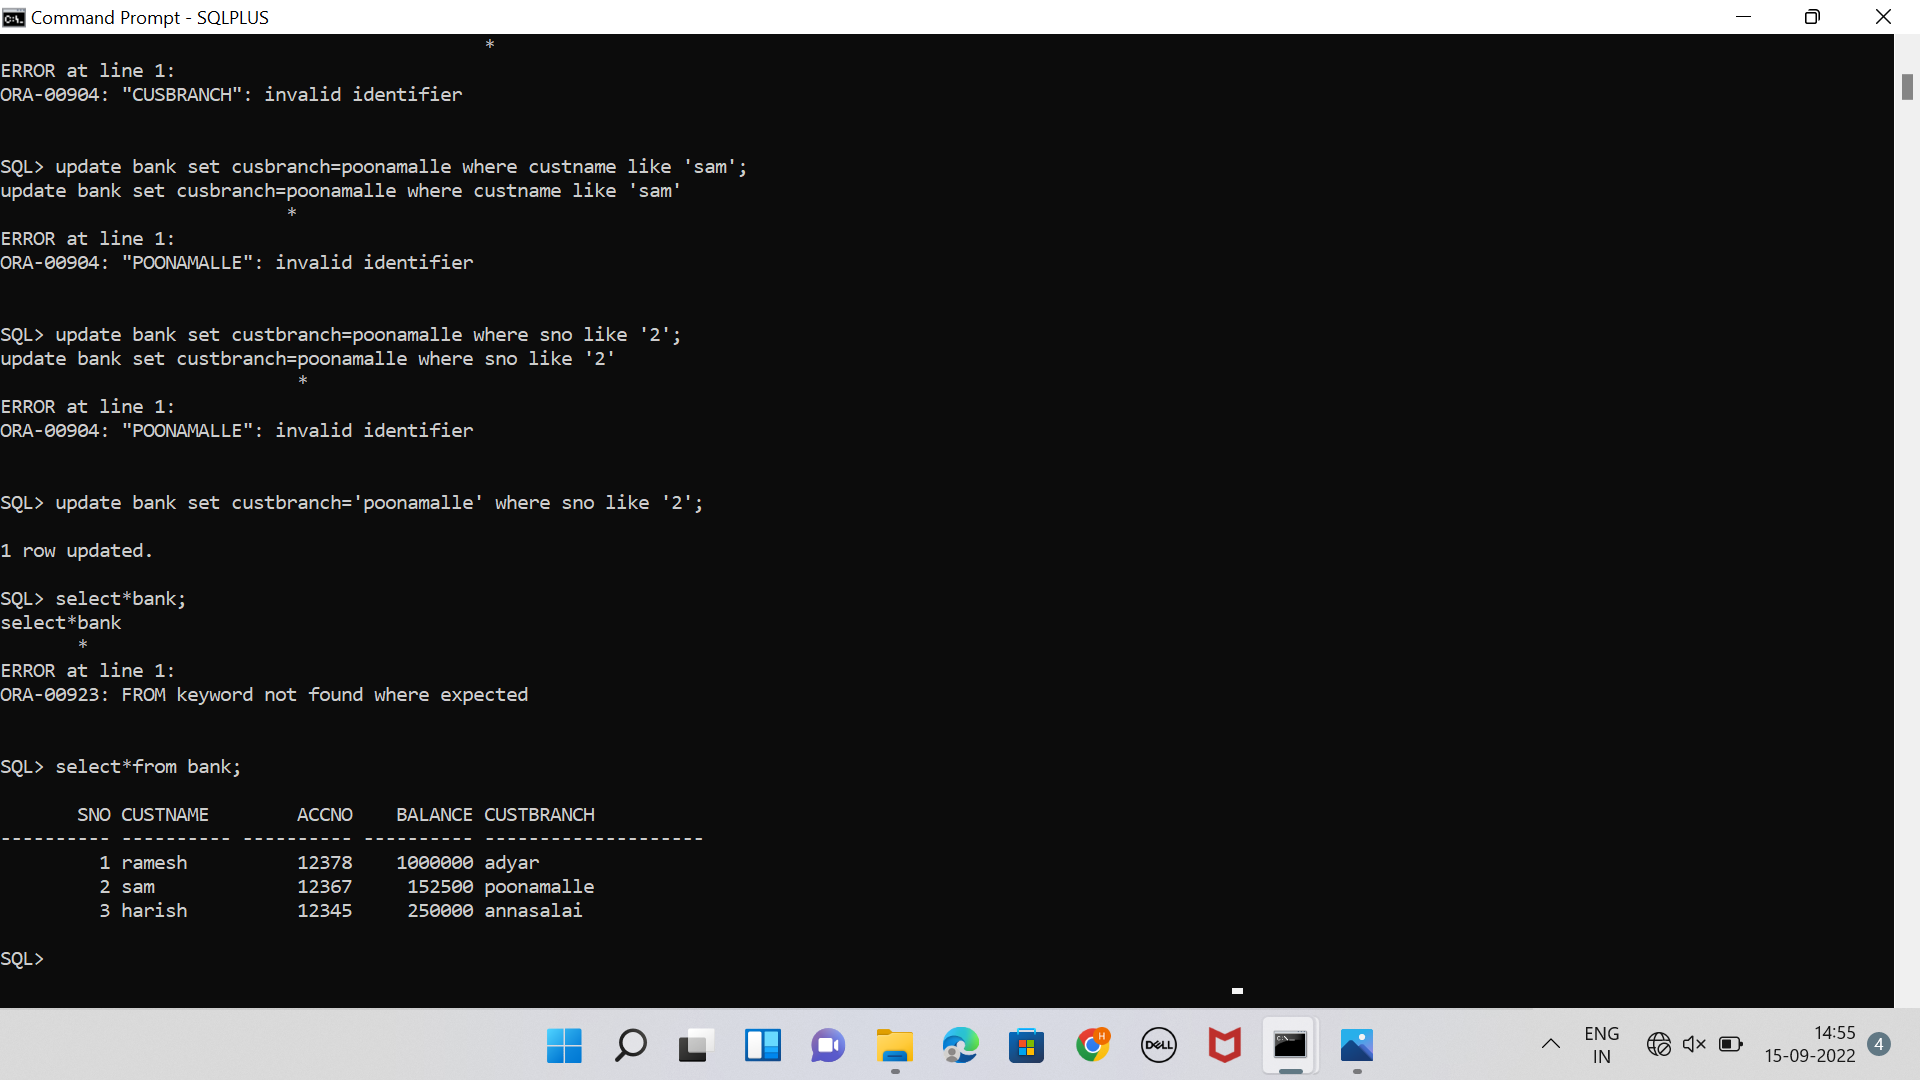 Command Prompt - SQLPLUS
*
ERROR at line 1:
ORA-00904: "CUSBRANCH": invalid identifier
SQL> update bank set cusbranch=poonamalle where custname like 'sam';
update bank set cusbranch=poonamalle where custname like 'sam'
*
ERROR at line 1:
ORA-00904: "POONAMALLE": invalid identifier
SQL> update bank set custbranch=poonamalle where sno like '2';
update bank set custbranch=poonamalle where sno like '2'
*
ERROR at line 1:
ORA-00904: "POONAMALLE": invalid identifier
SQL> update bank set custbranch='poonamalle' where sno like '2';
1 row updated.
SQL> select*bank;
select*bank
*
ERROR at line 1:
ORA-00923: FROM keyword not found where expected
SQL> select*from bank;
SNO CUSTNAME ACCNO BALANCE CUSTBRANCH
---------- ---------- ---------- ---------- --------------------
1 ramesh 12378 1000000 adyar
2 sam 12367 152500 poonamalle
3 harish 12345 250000 annasalai
SQL>
H
DELL
ENG
IN
14:55
15-09-2022
4